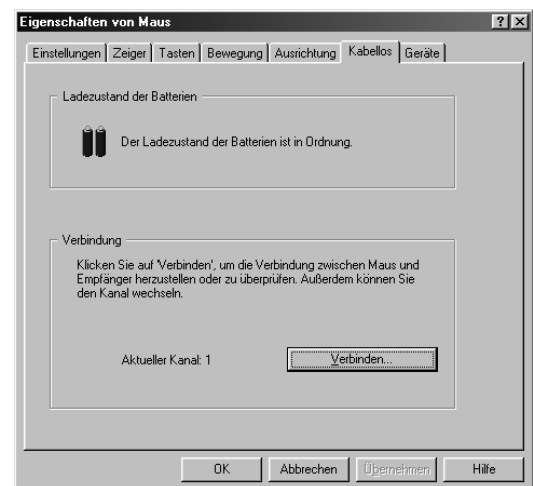 Eigenschaften von Maus
Einstellungen Zeiger Tasten Bewegung Ausrichtung Kabellos Geräte
Ladezustand der Batterien
Der Ladezustand der Batterien ist in Ordnung.
Verbindung
Klicken Sie auf 'Verbinden', um die Verbindung zwischen Maus und
Empfänger herzustellen oder zu überprüfen. Außerdem können Sie
den Kanal wechseln.
Aktueller Kanal: 1 Verbinden...
OK Abbrechen Übernehmen Hilfe